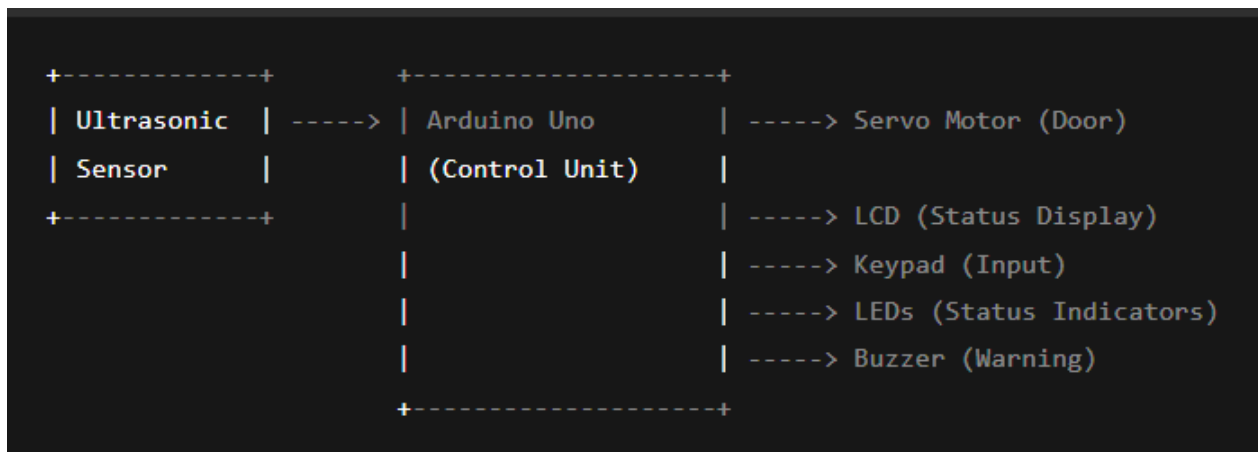 +-------------+        +--------------------+
| Ultrasonic  | -----> | Arduino Uno        | -----> Servo Motor (Door)
| Sensor      |        | (Control Unit)     |
+-------------+        |                    | -----> LCD (Status Display)
                       |                    | -----> Keypad (Input)
                       |                    | -----> LEDs (Status Indicators)
                       |                    | -----> Buzzer (Warning)
                       +--------------------+